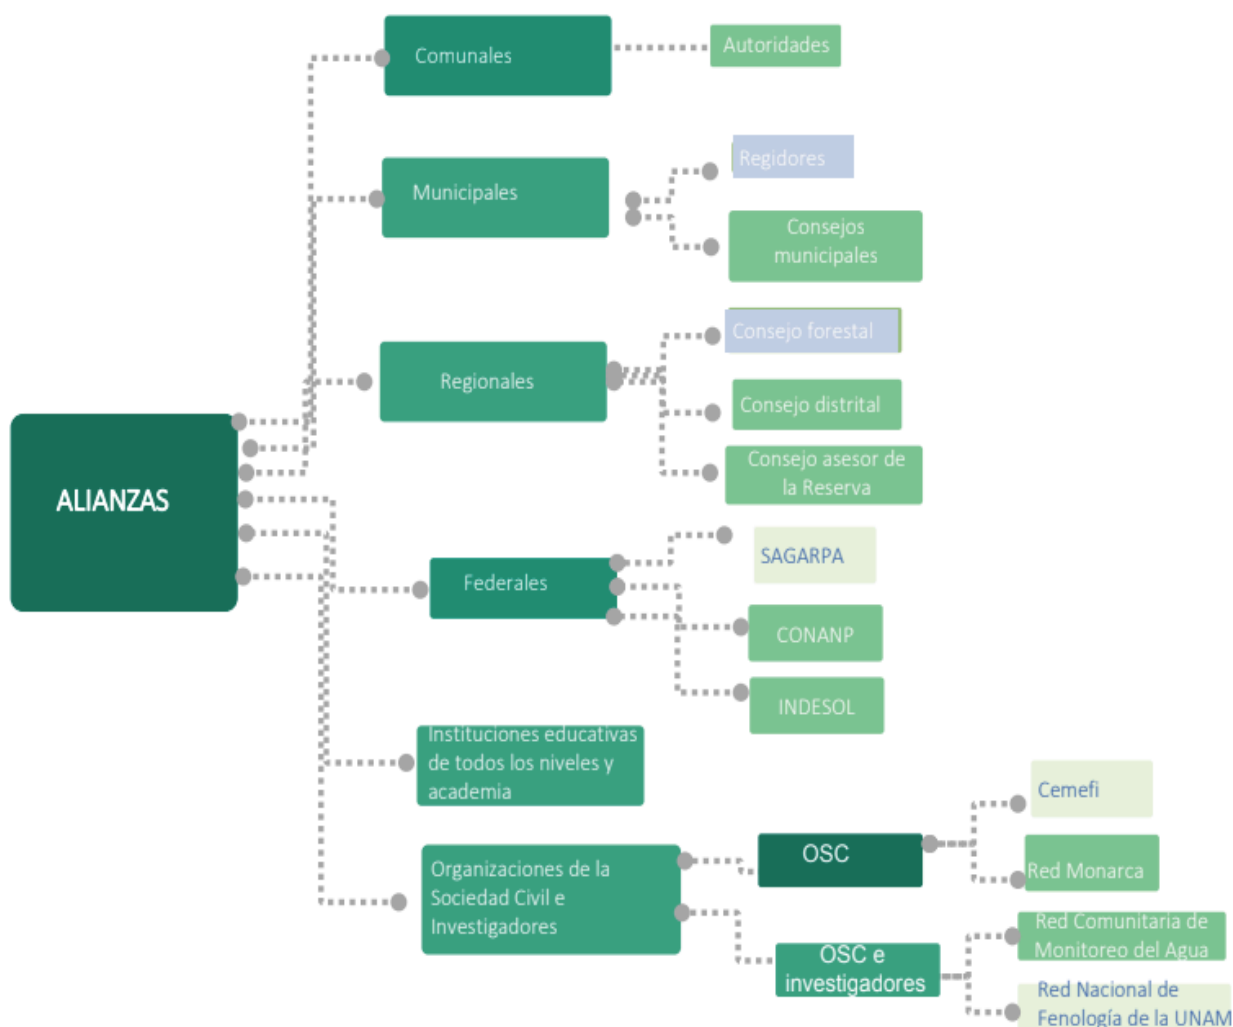 Comunales
Autoridades
Municipales
Regidores
Consejos
municipales
Regionales
Consejo forestal
Consejo distrital
Consejo asesor de
la Reserva
ALIANZAS
Federales
SAGARPA
CONANP
INDESOL
Instituciones educativas
de todos los niveles y
academia
Organizaciones de la
Sociedad Civil e
Investigadores
OSC
Cemefi
Red Monarca
OSC e
investigadores
Red Comunitaria de
Monitoreo del Agua
Red Nacional de
Fenología de la UNAM